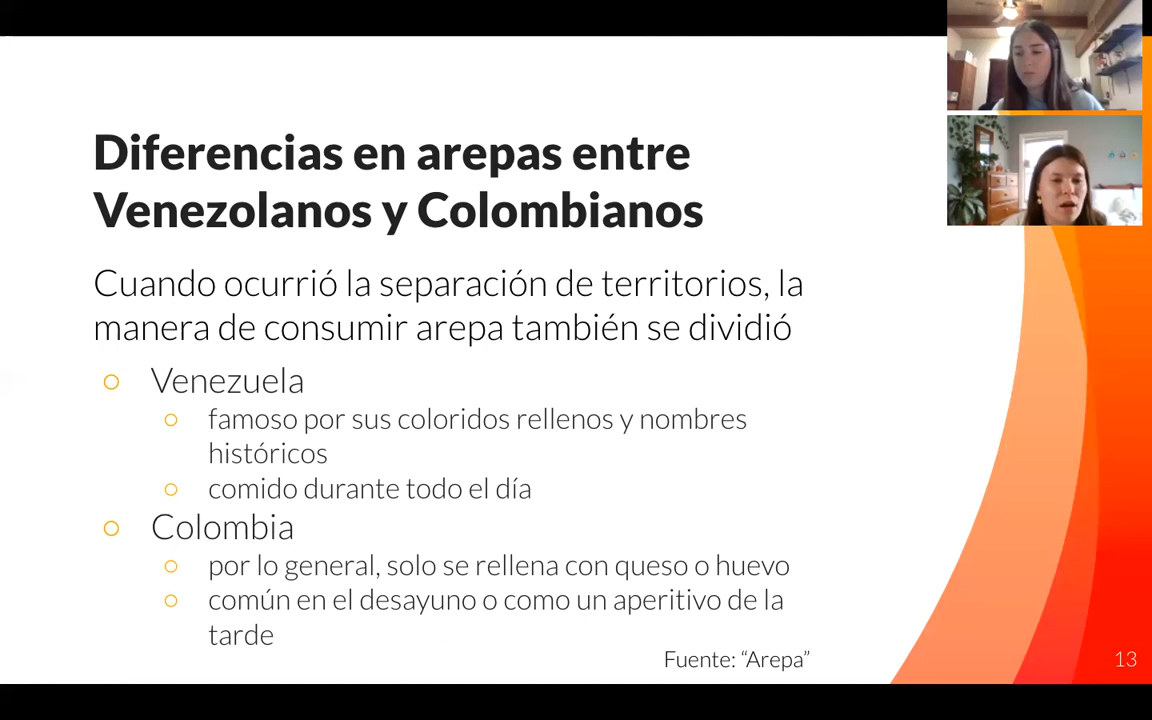 Diferencias en arepas entre
Venezolanos y Colombianos
Cuando ocurrió la separación de territorios, la
manera de consumir arepa también se dividió
Venezuela
famoso por sus coloridos rellenos y nombres
históricos
comido durante todo el día
Colombia
por lo general, solo se rellena con queso o huevo
común en el desayuno o como un aperitivo de la
tarde
Fuente: “Arepa”
13